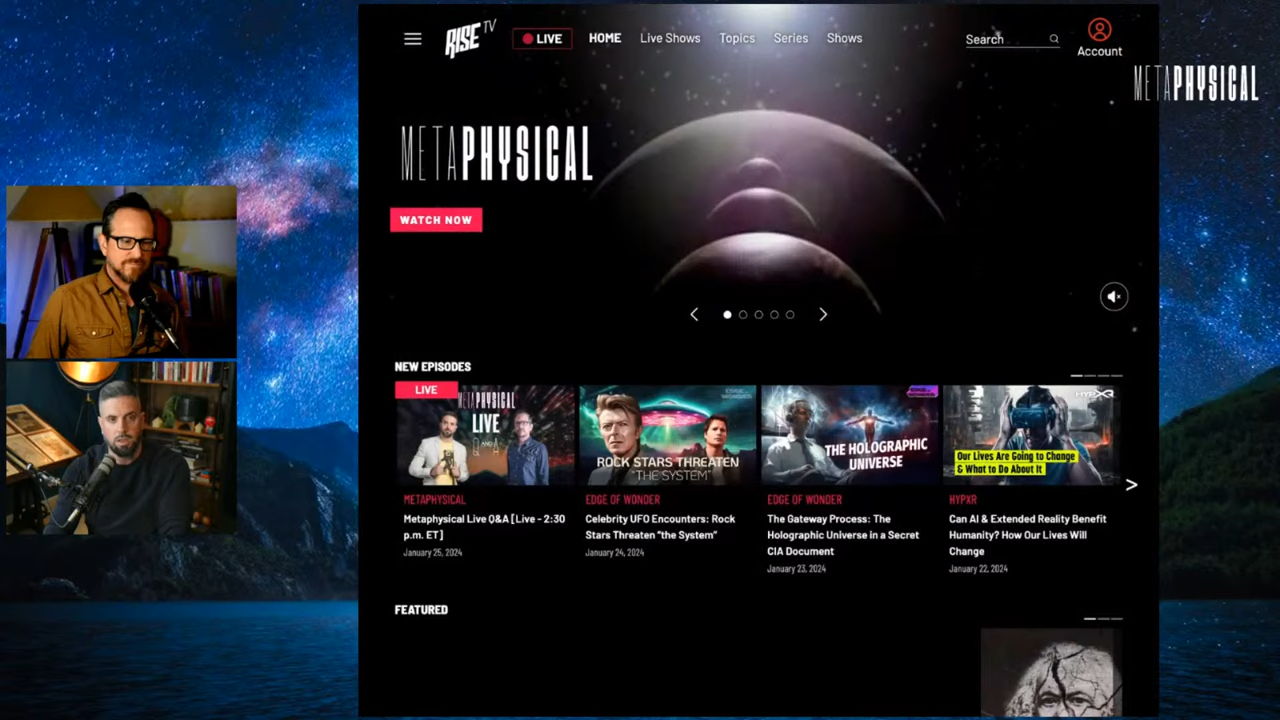 RISE TV
LIVE
HOME
Live Shows
Topics
Series
Shows
Search
Account
METAPHYSICAL
METAPHYSICAL
WATCH NOW
NEW EPISODES
LIVE
METAPHYSICAL
LIVE
Q AND A
ROCK STARS THREATEN
"THE SYSTEM"
THE HOLOGRAPHIC
UNIVERSE
HYPXR
Our Lives Are Going to Change
& What to Do About It
METAPHYSICAL
Metaphysical Live Q&A [Live - 2:30
p.m. ET]
January 25, 2024
EDGE OF WONDER
Celebrity UFO Encounters: Rock
Stars Threaten "the System"
January 24, 2024
EDGE OF WONDER
The Gateway Process: The
Holographic Universe in a Secret
CIA Document
January 23, 2024
HYPXR
Can AI & Extended Reality Benefit
Humanity? How Our Lives Will
Change
January 22, 2024
FEATURED